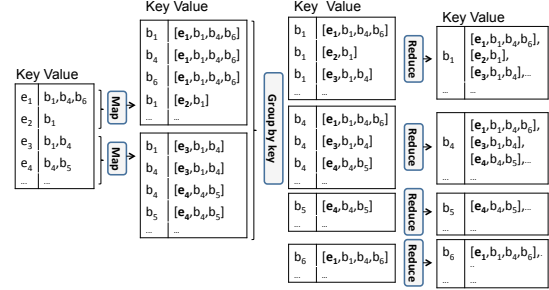 Key Value
e1 b1,b4,b6
e2 b1
e3 b1,b4
e4 b4,b5
... ...
Map
Map
Key Value
b1 [e1,b1,b4,b6]
b4 [e1,b1,b4,b6]
b6 [e1,b1,b4,b6]
b1 [e2,b1]
... ...
b1 [e3,b1,b4]
b4 [e3,b1,b4]
b4 [e4,b4,b5]
b5 [e4,b4,b5]
... ...
Group by key
Key Value
b1 [e1,b1,b4,b6]
b1 [e2,b1]
b1 [e3,b1,b4]
... ...
b4 [e1,b1,b4,b6]
b4 [e3,b1,b4]
b4 [e4,b4,b5]
... ...
b5 [e4,b4,b5]
... ...
b6 [e1,b1,b4,b6]
... ...
Reduce
Reduce
Reduce
Reduce
Key Value
b1 [e1,b1,b4,b6],
[e2,b1],
[e3,b1,b4],...
... ...
b4 [e1,b1,b4,b6],
[e3,b1,b4],
[e4,b4,b5],...
... ...
b5 [e4,b4,b5],...
... ...
b6 [e1,b1,b4,b6],.
..
... ...